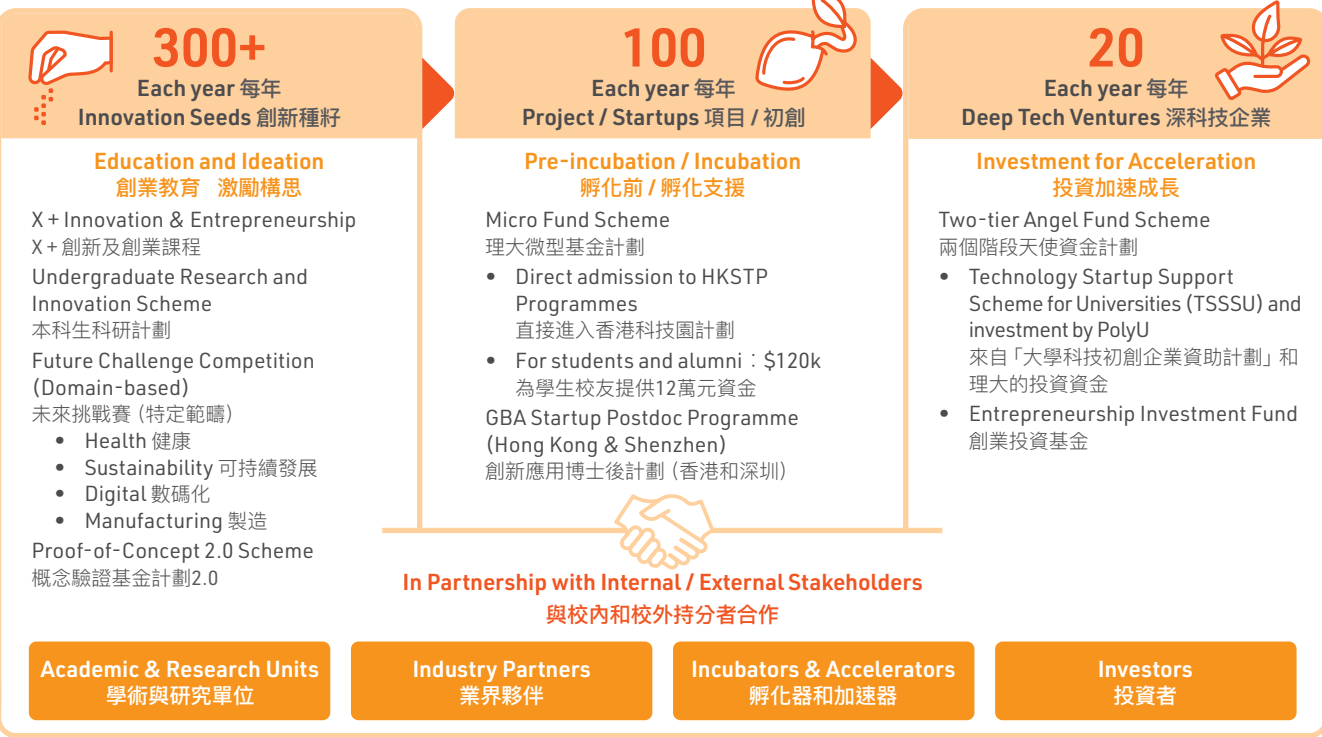 300+
Each year 每年
Innovation Seeds 創新種籽
Education and Ideation
創業教育 激勵構思
X + Innovation & Entrepreneurship
X + 創新及創業課程
Undergraduate Research and
Innovation Scheme
本科生科研計劃
Future Challenge Competition
(Domain-based)
未來挑戰賽（特定範疇）
• Health 健康
• Sustainability 可持續發展
• Digital 數碼化
• Manufacturing 製造
Proof-of-Concept 2.0 Scheme
概念驗證基金計劃2.0
100
Each year 每年
Project / Startups 項目 / 初創
Pre-incubation / Incubation
孵化前 / 孵化支援
Micro Fund Scheme
理大微型基金計劃
• Direct admission to HKSTP
Programmes
直接進入香港科技園計劃
• For students and alumni：$120k
為學生校友提供12萬元資金
GBA Startup Postdoc Programme
(Hong Kong & Shenzhen)
創新應用博士後計劃（香港和深圳）
20
Each year 每年
Deep Tech Ventures 深科技企業
Investment for Acceleration
投資加速成長
Two-tier Angel Fund Scheme
兩個階段天使資金計劃
• Technology Startup Support
Scheme for Universities (TSSSU) and
investment by PolyU
來自「大學科技初創企業資助計劃」和
理大的投資資金
• Entrepreneurship Investment Fund
創業投資基金
In Partnership with Internal / External Stakeholders
與校內和校外持分者合作
Academic & Research Units
學術與研究單位
Industry Partners
業界夥伴
Incubators & Accelerators
孵化器和加速器
Investors
投資者